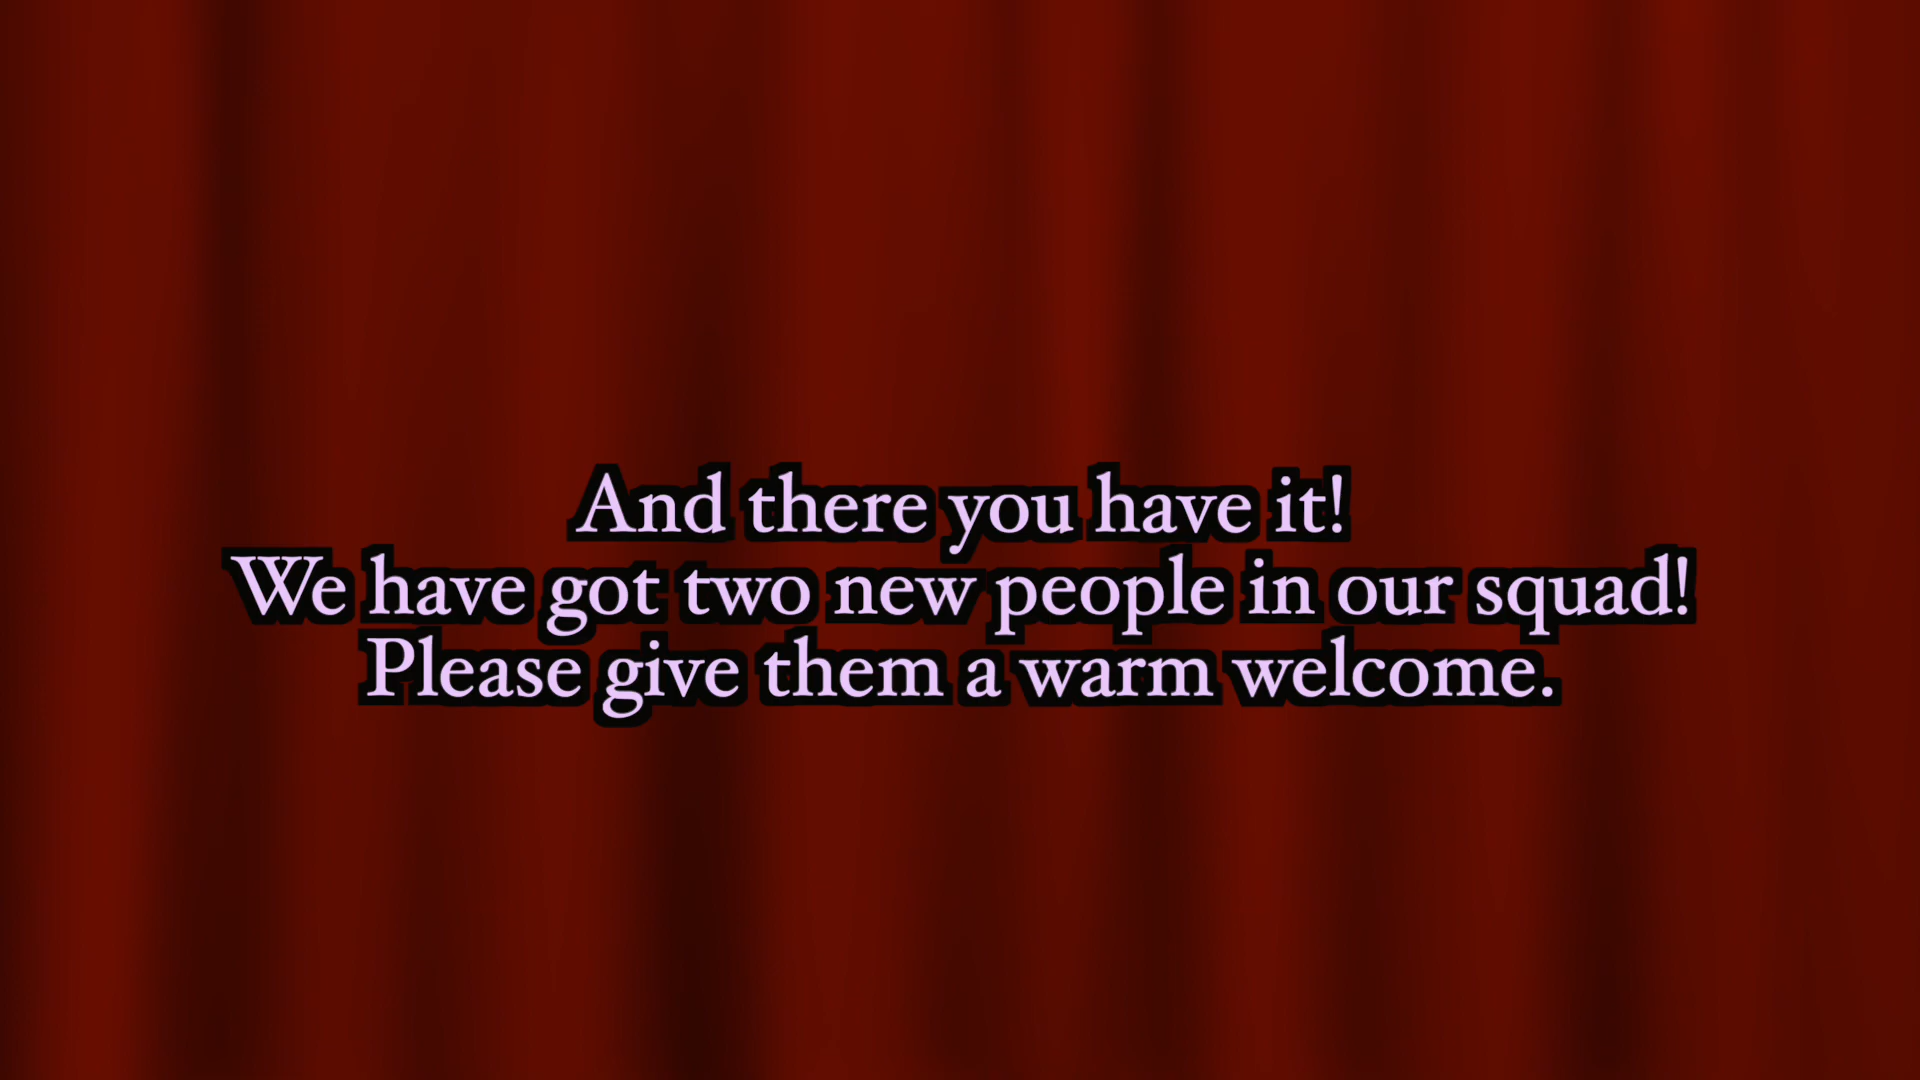 And there you have it!
We have got two new people in our squad!
Please give them a warm welcome.